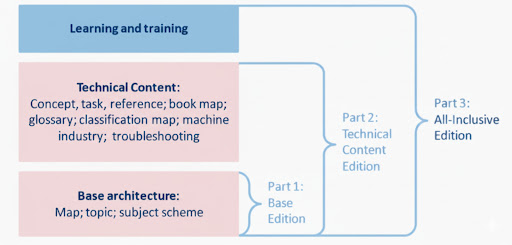 Learning and training
Technical Content:
Concept, task, reference; book map;
glossary; classification map; machine
industry; troubleshooting
Base architecture:
Map; topic; subject scheme
Part 1:
Base
Edition
Part 2:
Technical
Content
Edition
Part 3:
All-Inclusive
Edition